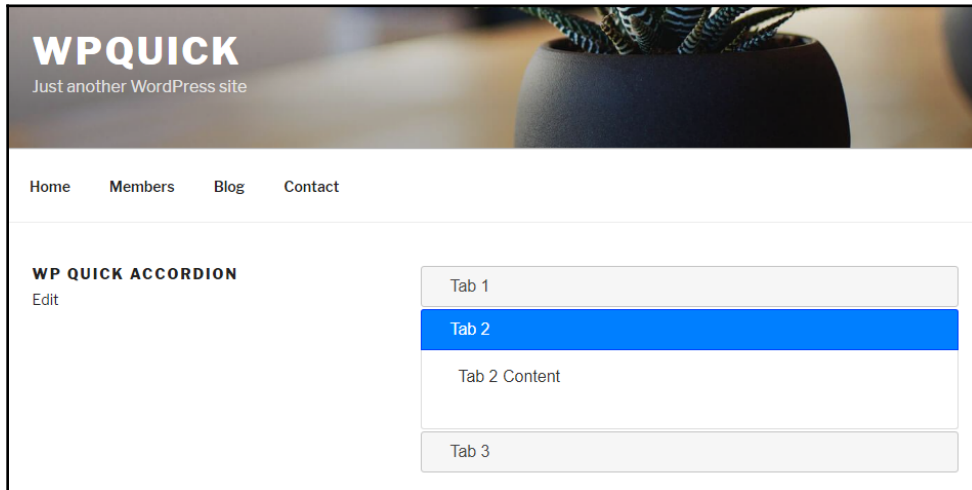 WPQUICK
Just another WordPress site
Home Members Blog Contact
WP QUICK ACCORDION
Edit
Tab 1
Tab 2
Tab 2 Content
Tab 3